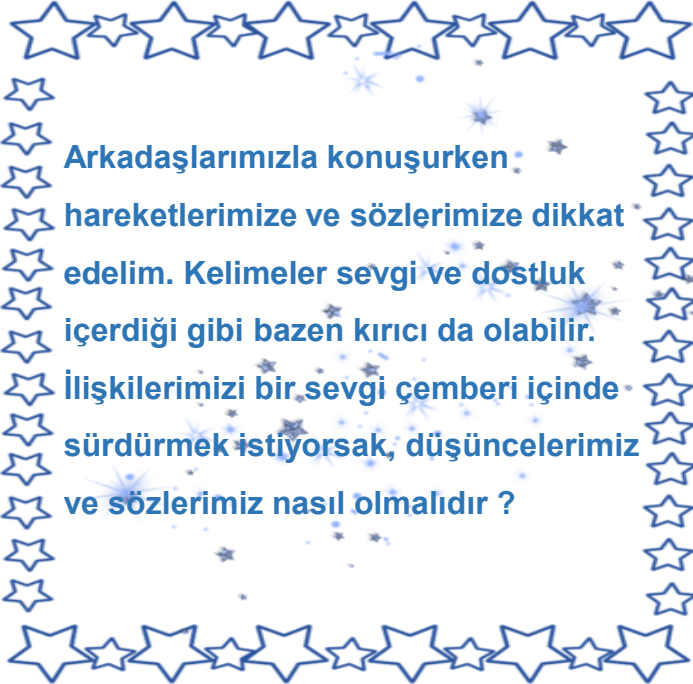 Arkadaşlarımızla konuşurken
hareketlerimize ve sözlerimize dikkat
edelim. Kelimeler sevgi ve dostluk
içerdiği gibi bazen kırıcı da olabilir.
İlişkilerimizi bir sevgi çemberi içinde
sürdürmek istiyorsak, düşüncelerimiz
ve sözlerimiz nasıl olmalıdır ?